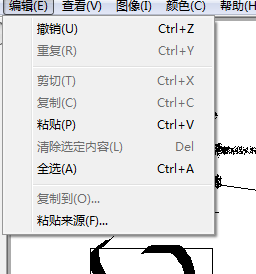 编辑(E) 查看(V) 图像(I) 颜色(C) 帮助(H)
撤销(U) Ctrl+Z
重复(R) Ctrl+Y
剪切(T) Ctrl+X
复制(C) Ctrl+C
粘贴(P) Ctrl+V
清除选定内容(L) Del
全选(A) Ctrl+A
复制到(O)...
粘贴来源(F)...